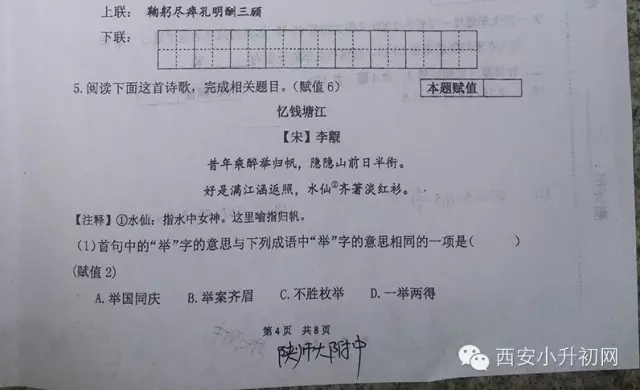 上联：鞠躬尽瘁孔明酬三顾
下联：
5.阅读下面这首诗歌，完成相关题目。（赋值6）
本题赋值
忆钱塘江
【宋】李觏
昔年乘醉举归帆，隐隐山前日半衔。
好是满江涵返照，水仙①齐著淡红衫。
【注释】①水仙：指水中女神。这里喻指归帆。
(1)首句中的“举”字的意思与下列成语中“举”字的意思相同的一项是（ ）
(赋值2)
A.举国同庆 B.举案齐眉 C.不胜枚举 D.一举两得
第4页 共8页
陕师大附中
西安小升初网